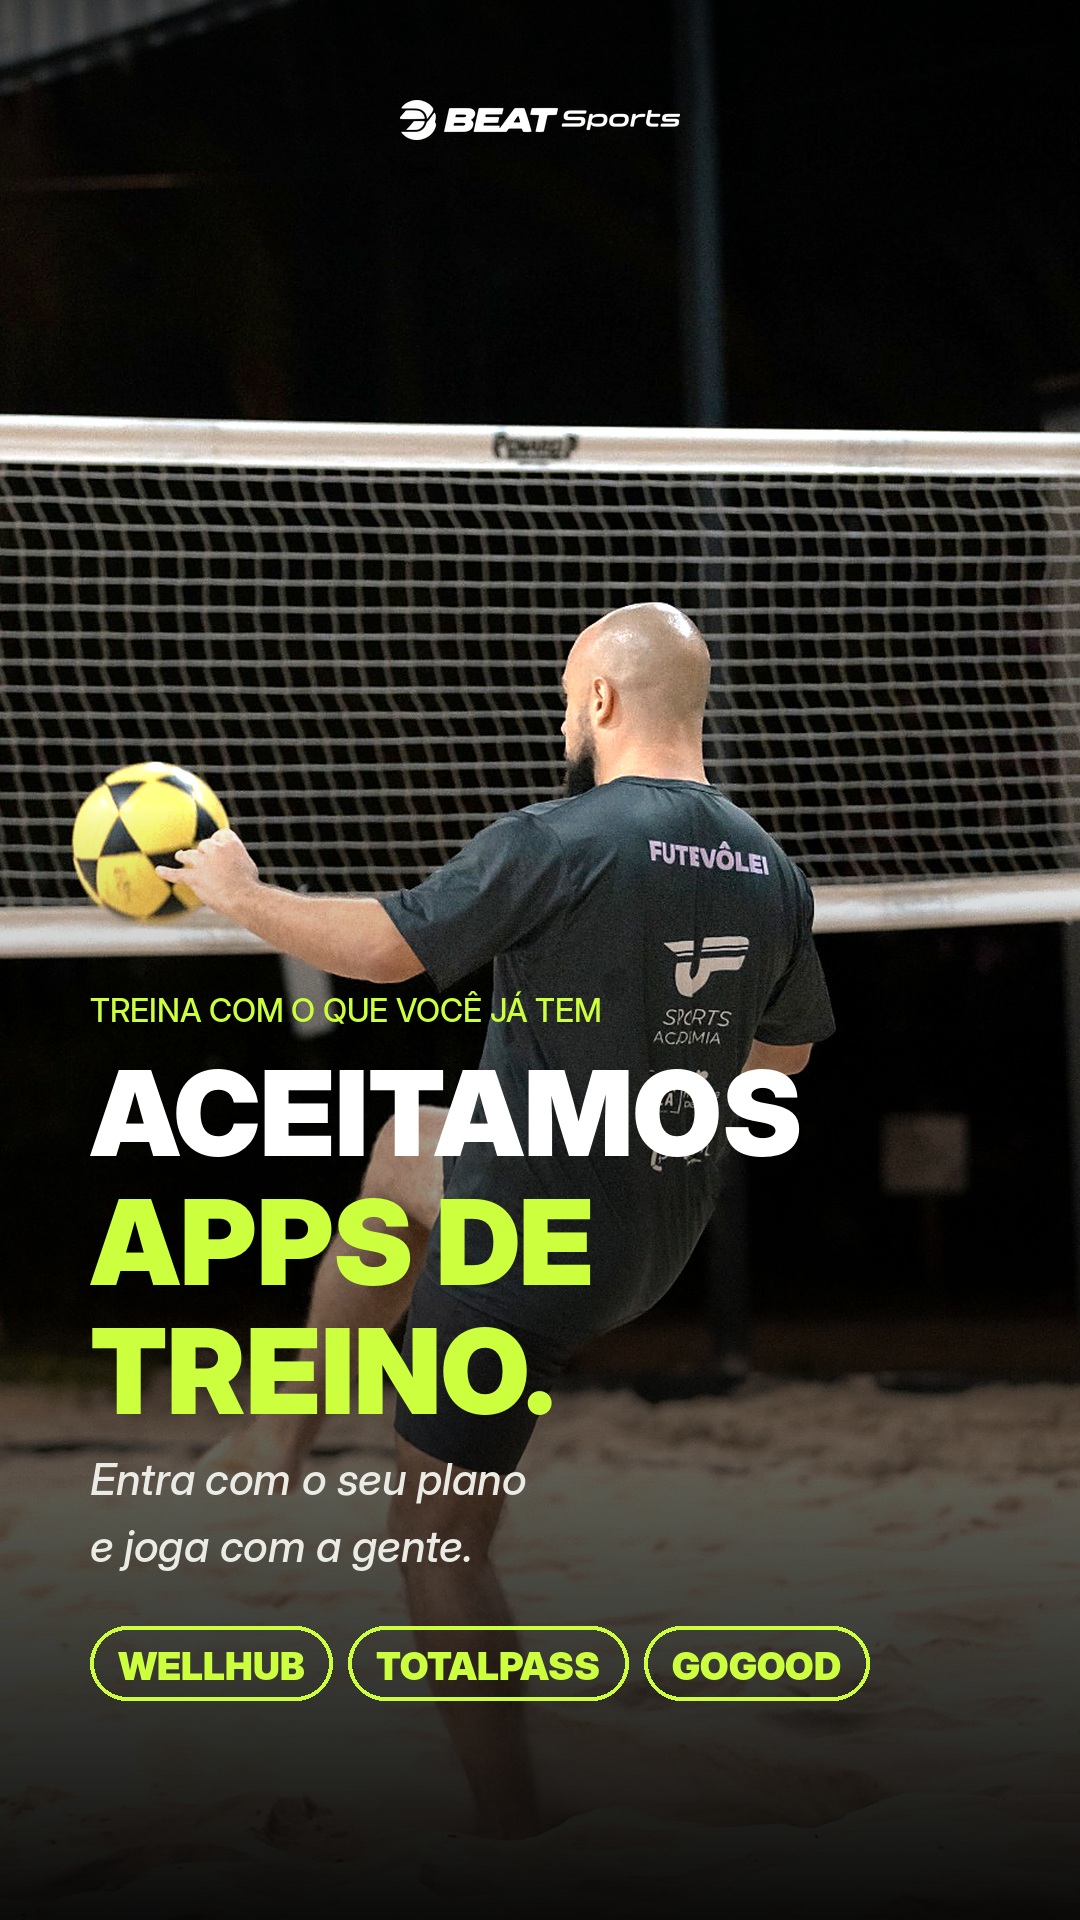 BEAT Sports
FUTEVÔLEI
SPORTS
ACADEMIA
TREINA COM O QUE VOCÊ JÁ TEM
ACEITAMOS
APPS DE
TREINO.
Entra com o seu plano
e joga com a gente.
WELLHUB TOTALPASS GOGOOD